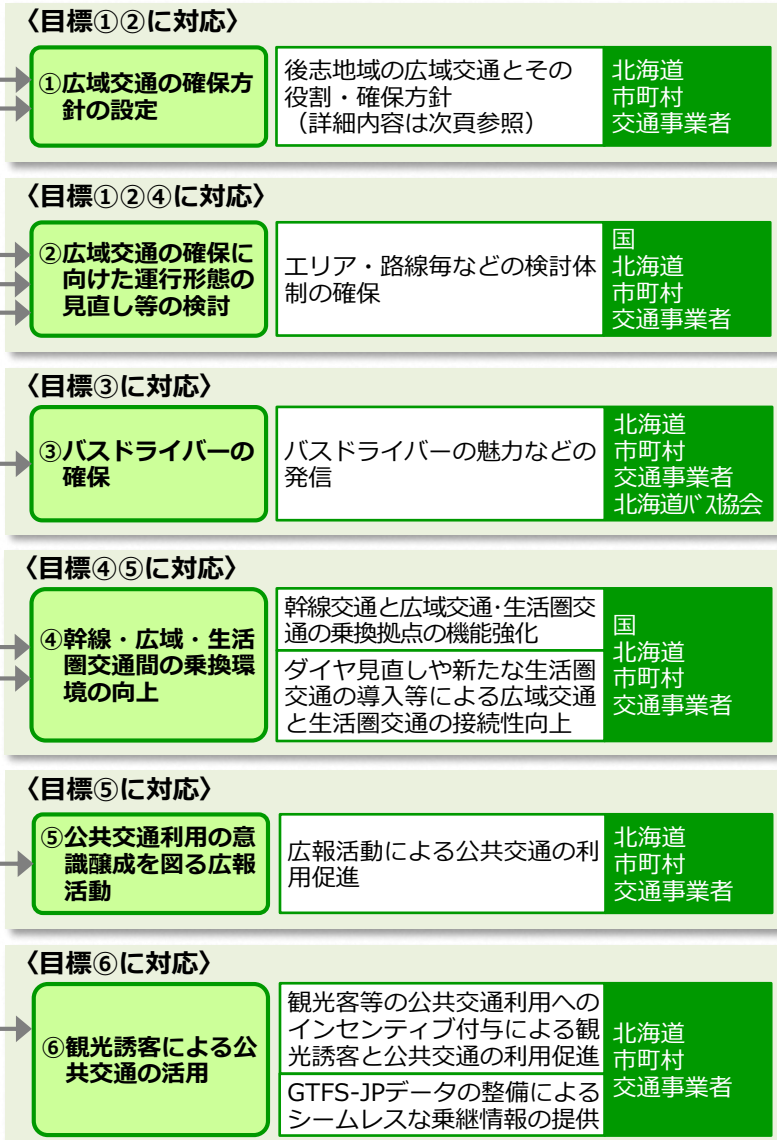 〈目標①②に対応〉
①広域交通の確保方
針の設定
後志地域の広域交通とその
役割・確保方針
（詳細内容は次頁参照）
北海道
市町村
交通事業者
〈目標①②④に対応〉
②広域交通の確保に
向けた運行形態の
見直し等の検討
エリア・路線毎などの検討体
制の確保
国
北海道
市町村
交通事業者
〈目標③に対応〉
③バスドライバーの
確保
バスドライバーの魅力などの
発信
北海道
市町村
交通事業者
北海道バス協会
〈目標④⑤に対応〉
④幹線・広域・生活
圏交通間の乗換環
境の向上
幹線交通と広域交通・生活圏交
通の乗換拠点の機能強化
ダイヤ見直しや新たな生活圏
交通の導入等による広域交通
と生活圏交通の接続性向上
国
北海道
市町村
交通事業者
〈目標⑤に対応〉
⑤公共交通利用の意
識醸成を図る広報
活動
広報活動による公共交通の利
用促進
北海道
市町村
交通事業者
〈目標⑥に対応〉
⑥観光誘客による公
共交通の活用
観光客等の公共交通利用への
インセンティブ付与による観
光誘客と公共交通の利用促進
GTFS-JPデータの整備による
シームレスな乗継情報の提供
北海道
市町村
交通事業者